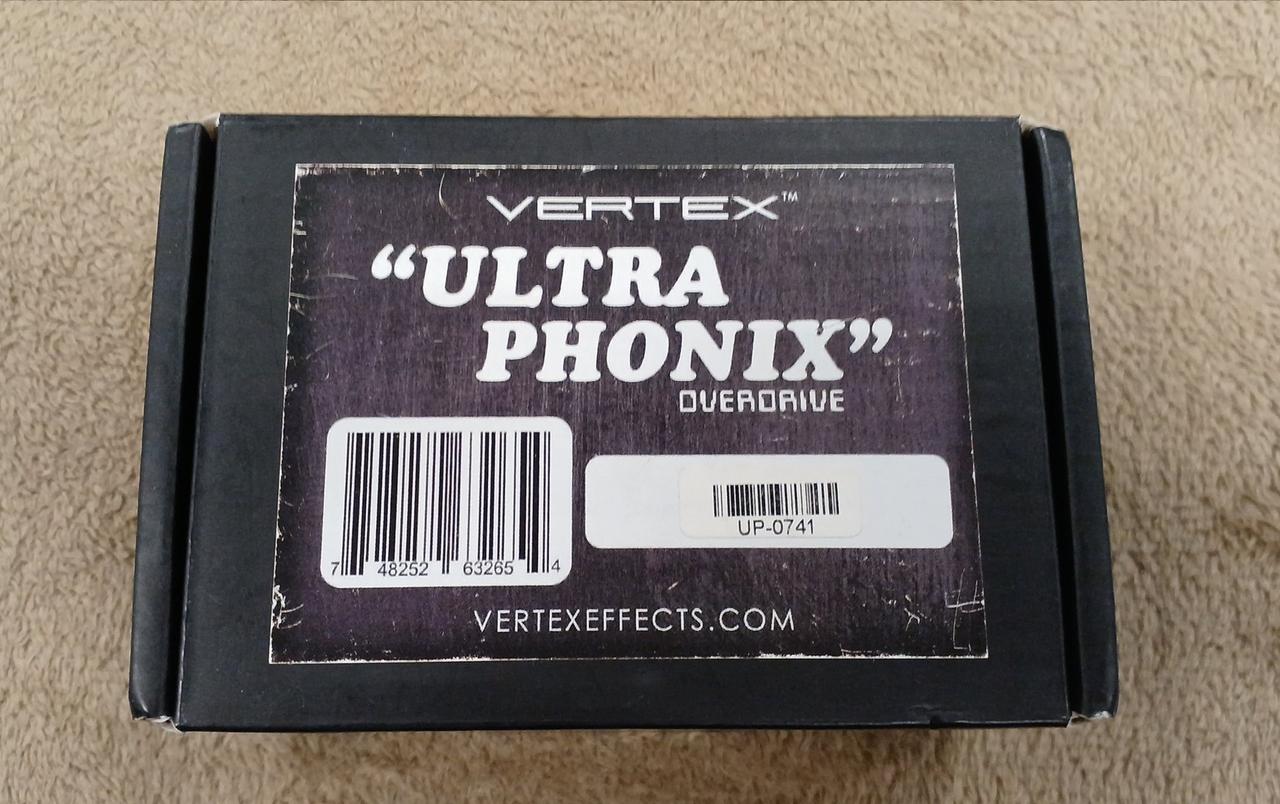 VERTEX™
“ULTRA
PHONIX”
OVERDRIVE
UP-0741
7 48252 63265 4
VERTEXEFFECTS.COM